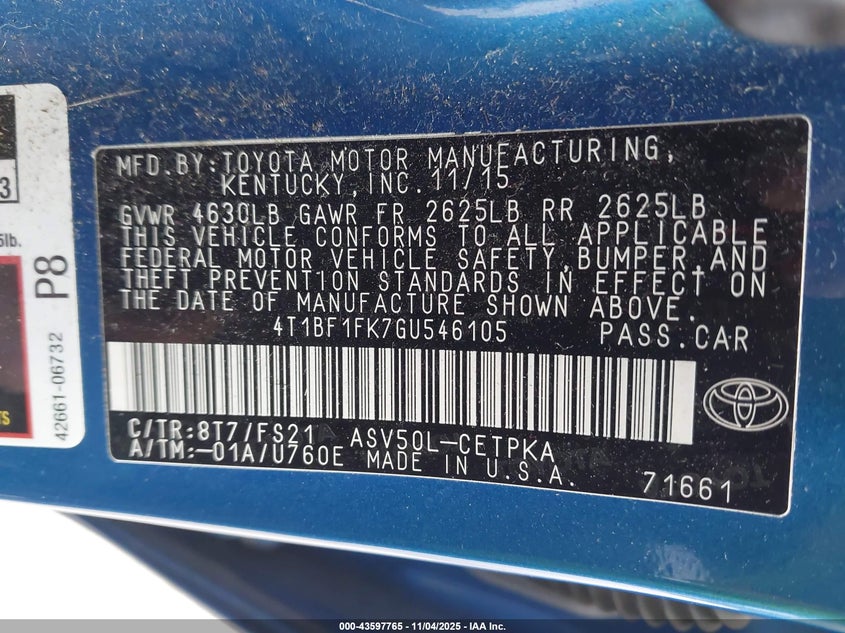 3
5lb.
P8
42661-06732
TS
MFD.BY:TOYOTA MOTOR MANUFACTURING,
KENTUCKY,INC.11/15
GVWR 4630LB GAWR FR 2625LB RR 2625LB
THIS VEHICLE CONFORMS TO ALL APPLICABLE
FEDERAL MOTOR VEHICLE SAFETY,BUMPER,AND
THEFT PREVENTION STANDARDS IN EFFECT ON
THE DATE OF MANUFACTURE SHOWN ABOVE.
4T1BF1FK7GU546105 PASS.CAR
C/TR:8T7/FS21 ASV50L-CETPKA
A/TM:-01A/U760E MADE IN U.S.A.
71661
000-43597765 - 11/04/2025 - IAA Inc.